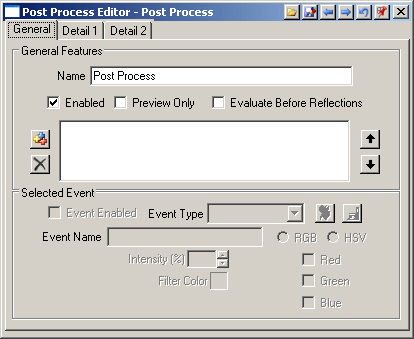 Post Process Editor - Post Process
General Detail 1 Detail 2
General Features
Name Post Process
Enabled Preview Only Evaluate Before Reflections
Selected Event
Event Enabled Event Type
Event Name RGB HSV
Intensity (%) Red
Filter Color Green
Blue